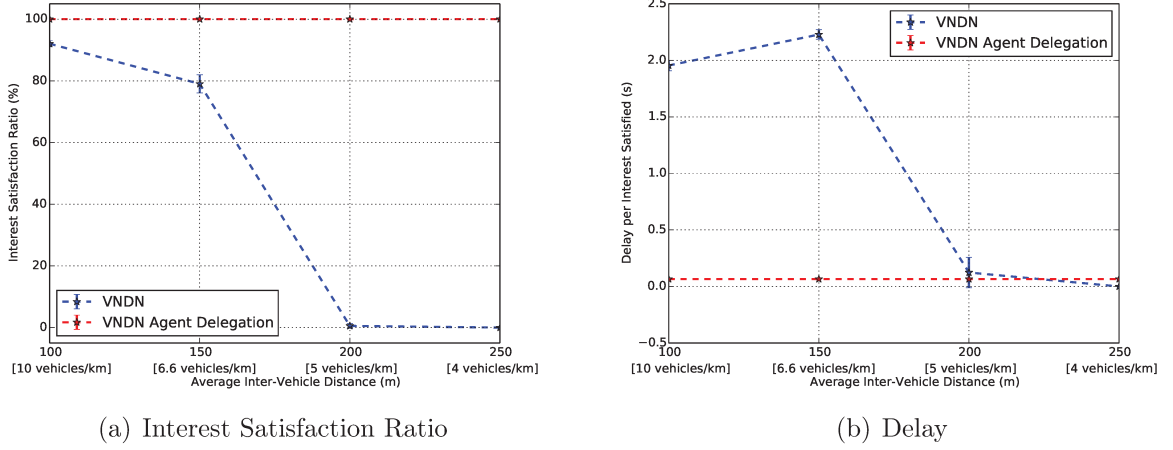 100
80
60
40
20
0
Interest Satisfaction Ratio (%)
VNDN
VNDN Agent Delegation
100 150 200 250
[10 vehicles/km] [6.6 vehicles/km] [5 vehicles/km] [4 vehicles/km]
Average Inter-Vehicle Distance (m)
(a) Interest Satisfaction Ratio
2.5
2.0
1.5
1.0
0.5
0.0
−0.5
Delay per Interest Satisfied (s)
VNDN
VNDN Agent Delegation
100 150 200 250
[10 vehicles/km] [6.6 vehicles/km] [5 vehicles/km] [4 vehicles/km]
Average Inter-Vehicle Distance (m)
(b) Delay